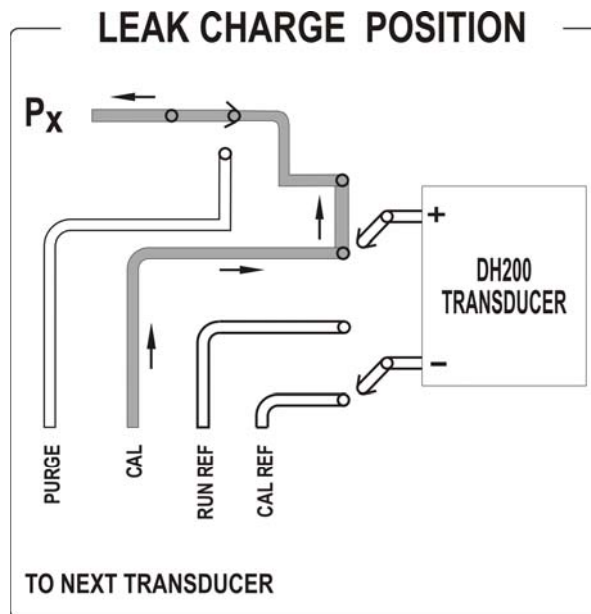 LEAK CHARGE POSITION
Px
+
DH200
TRANSDUCER
−
PURGE
CAL
RUN REF
CAL REF
TO NEXT TRANSDUCER